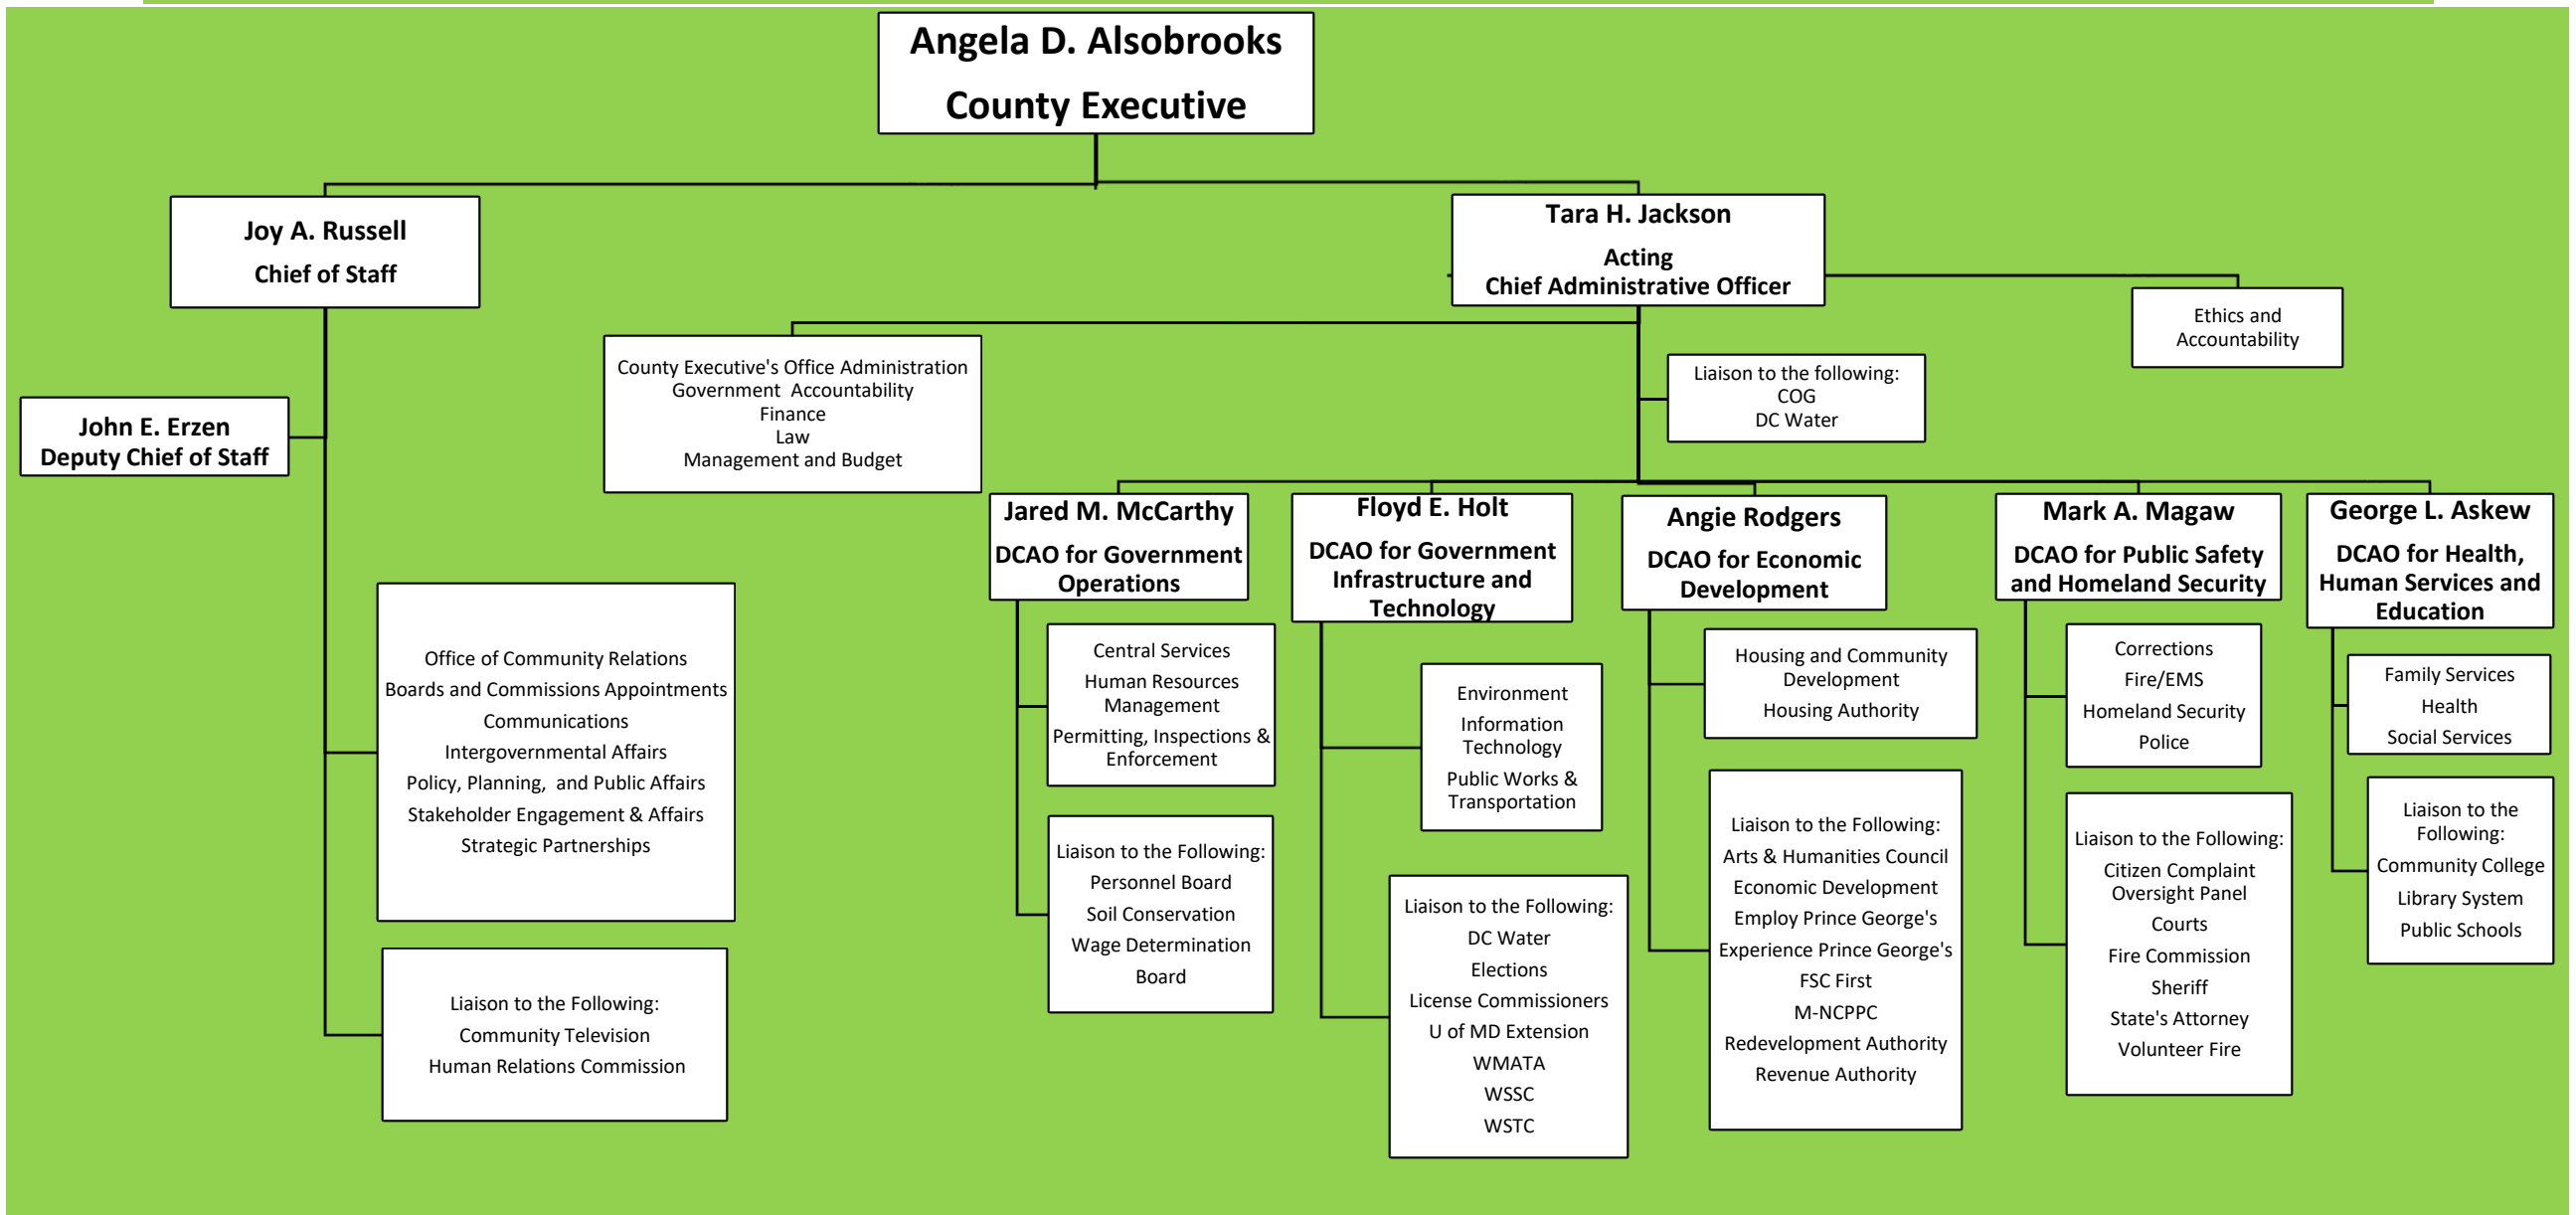 Angela D. Alsobrooks
County Executive
Joy A. Russell
Chief of Staff
Tara H. Jackson
Acting
Chief Administrative Officer
Ethics and
Accountability
County Executive's Office Administration
Government  Accountability
Finance
Law
Management and Budget
Liaison to the following:
COG
DC Water
John E. Erzen
Deputy Chief of Staff
Office of Community Relations
Boards and Commissions Appointments
Communications
Intergovernmental Affairs
Policy, Planning,  and Public Affairs
Stakeholder Engagement & Affairs
Strategic Partnerships
Liaison to the Following:
Community Television
Human Relations Commission
Jared M. McCarthy
DCAO for Government
Operations
Central Services
Human Resources
Management
Permitting, Inspections &
Enforcement
Liaison to the Following:
Personnel Board
Soil Conservation
Wage Determination
Board
Floyd E. Holt
DCAO for Government
Infrastructure and
Technology
Environment
Information
Technology
Public Works &
Transportation
Liaison to the Following:
DC Water
Elections
License Commissioners
U of MD Extension
WMATA
WSSC
WSTC
Angie Rodgers
DCAO for Economic
Development
Housing and Community
Development
Housing Authority
Liaison to the Following:
Arts & Humanities Council
Economic Development
Employ Prince George's
Experience Prince George's
FSC First
M-NCPPC
Redevelopment Authority
Revenue Authority
Mark A. Magaw
DCAO for Public Safety
and Homeland Security
Corrections
Fire/EMS
Homeland Security
Police
Liaison to the Following:
Citizen Complaint
Oversight Panel
Courts
Fire Commission
Sheriff
State's Attorney
Volunteer Fire
George L. Askew
DCAO for Health,
Human Services and
Education
Family Services
Health
Social Services
Liaison to the
Following:
Community College
Library System
Public Schools